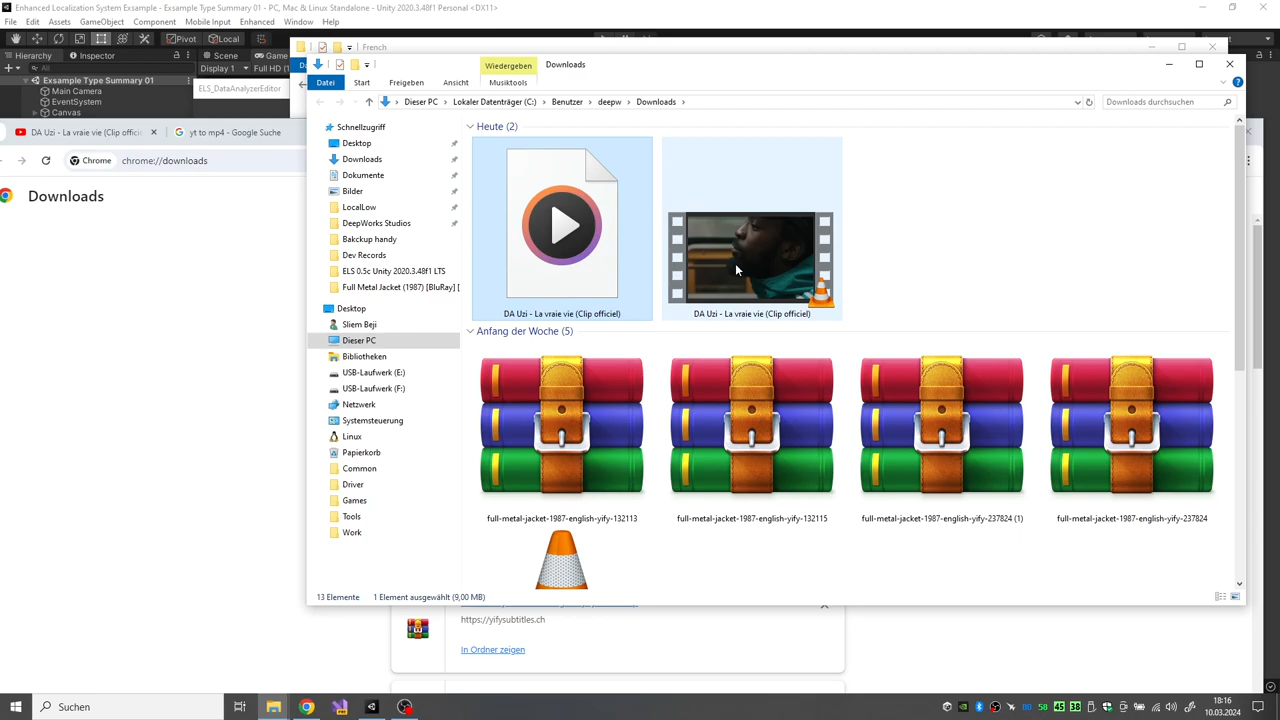 Enhanced Localization System Exsample - Exsample Type Summary 01 - PC, Mac & Linux Standalone - Unity 2020.3.48f1 Personal <DX11>
File Edit Assets GameObject Component Mobile Input Enhanced Window Help
Pivot Local
French
Hierarchy Scene Game
Wiedergeben Downloads
All Display 1 Full HD
Exsample Type Summary 01
Datei Start Freigeben Ansicht Musiktools
ELS_DataAnalyzerEditor
Main Camera
EventSystem
Canvas
Dieser PC Lokaler Datenträger (C:) Benutzer deepw Downloads
Downloads durchsuchen
DA Uzi - La vraie vie (Clip offici
yt to mp4 - Google Suche
Chrome chrome://downloads
Downloads
Schnellzugriff
Desktop
Downloads
Dokumente
Bilder
LocalLow
DeepWorks Studios
Bakckup handy
Dev Records
ELS 0.5c Unity 2020.3.48f1 LTS
Full Metal Jacket (1987) [BluRay] [
Desktop
Sliem Beji
Dieser PC
Bibliotheken
USB-Laufwerk (E:)
USB-Laufwerk (F:)
Netzwerk
Systemsteuerung
Linux
Papierkorb
Common
Driver
Games
Tools
Work
Heute (2)
DA Uzi - La vraie vie (Clip officiel)
DA Uzi - La vraie vie (Clip officiel)
Anfang der Woche (5)
full-metal-jacket-1987-english-yify-132113
full-metal-jacket-1987-english-yify-132115
full-metal-jacket-1987-english-yify-237824 (1)
full-metal-jacket-1987-english-yify-237824
13 Elemente 1 Element ausgewählt (9,00 MB)
https://yifysubtitles.ch
In Ordner zeigen
Suchen
80 58 45 38
18:16
10.03.2024